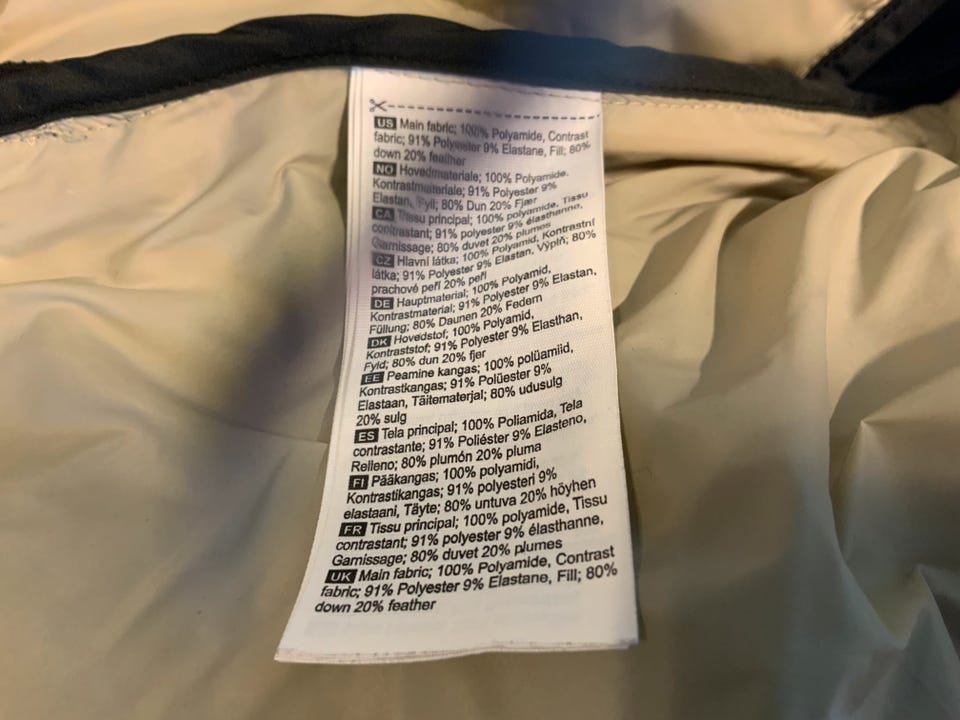 US Main fabric; 100% Polyamide, Contrast
fabric; 91% Polyester 9% Elastane, Fill; 80%
down 20% feather
NO Hovedmateriale; 100% Polyamide.
Kontrastmateriale; 91% Polyester 9%
Elastan, Fyll; 80% Dun 20% Fjær
CA Tissu principal; 100% polyamide, Tissu
contrastant; 91% polyester 9% élasthanne,
Garnissage; 80% duvet 20% plumes
CZ Hlavní látka; 100% Polyamid, Kontrastní
látka; 91% Polyester 9% Elastan, Výplň; 80%
prachové peří 20% peří
DE Hauptmaterial; 100% Polyamid,
Kontrastmaterial; 91% Polyester 9% Elastan,
Füllung; 80% Daunen 20% Federn
DK Hovedstof; 100% Polyamid,
Kontraststof; 91% Polyester 9% Elasthan,
Fyld; 80% dun 20% fjer
EE Peamine kangas; 100% polüamiid,
Kontrastkangas; 91% Polüester 9%
Elastaan, Täitematerjal; 80% udusulg
20% sulg
ES Tela principal; 100% Poliamida, Tela
contrastante; 91% Poliéster 9% Elasteno,
Relleno; 80% plumón 20% pluma
FI Pääkangas; 100% polyamidi,
Kontrastikangas; 91% polyesteri 9%
elastaani, Täyte; 80% untuva 20% höyhen
FR Tissu principal; 100% polyamide, Tissu
contrastant; 91% polyester 9% élasthanne,
Garnissage; 80% duvet 20% plumes
UK Main fabric; 100% Polyamide, Contrast
fabric; 91% Polyester 9% Elastane, Fill; 80%
down 20% feather